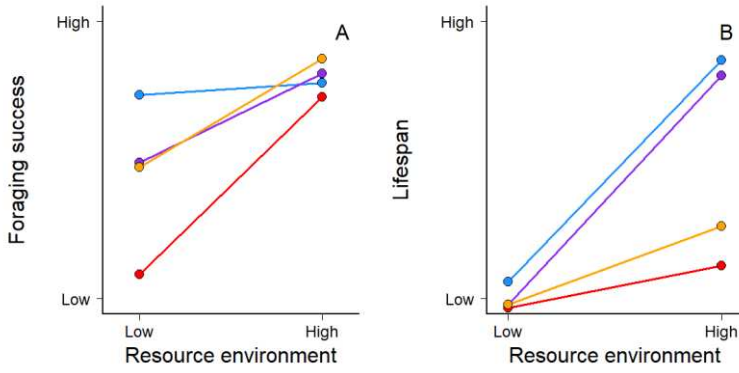 A
High
Foraging success
Low
Low High
Resource environment
B
High
Lifespan
Low
Low High
Resource environment